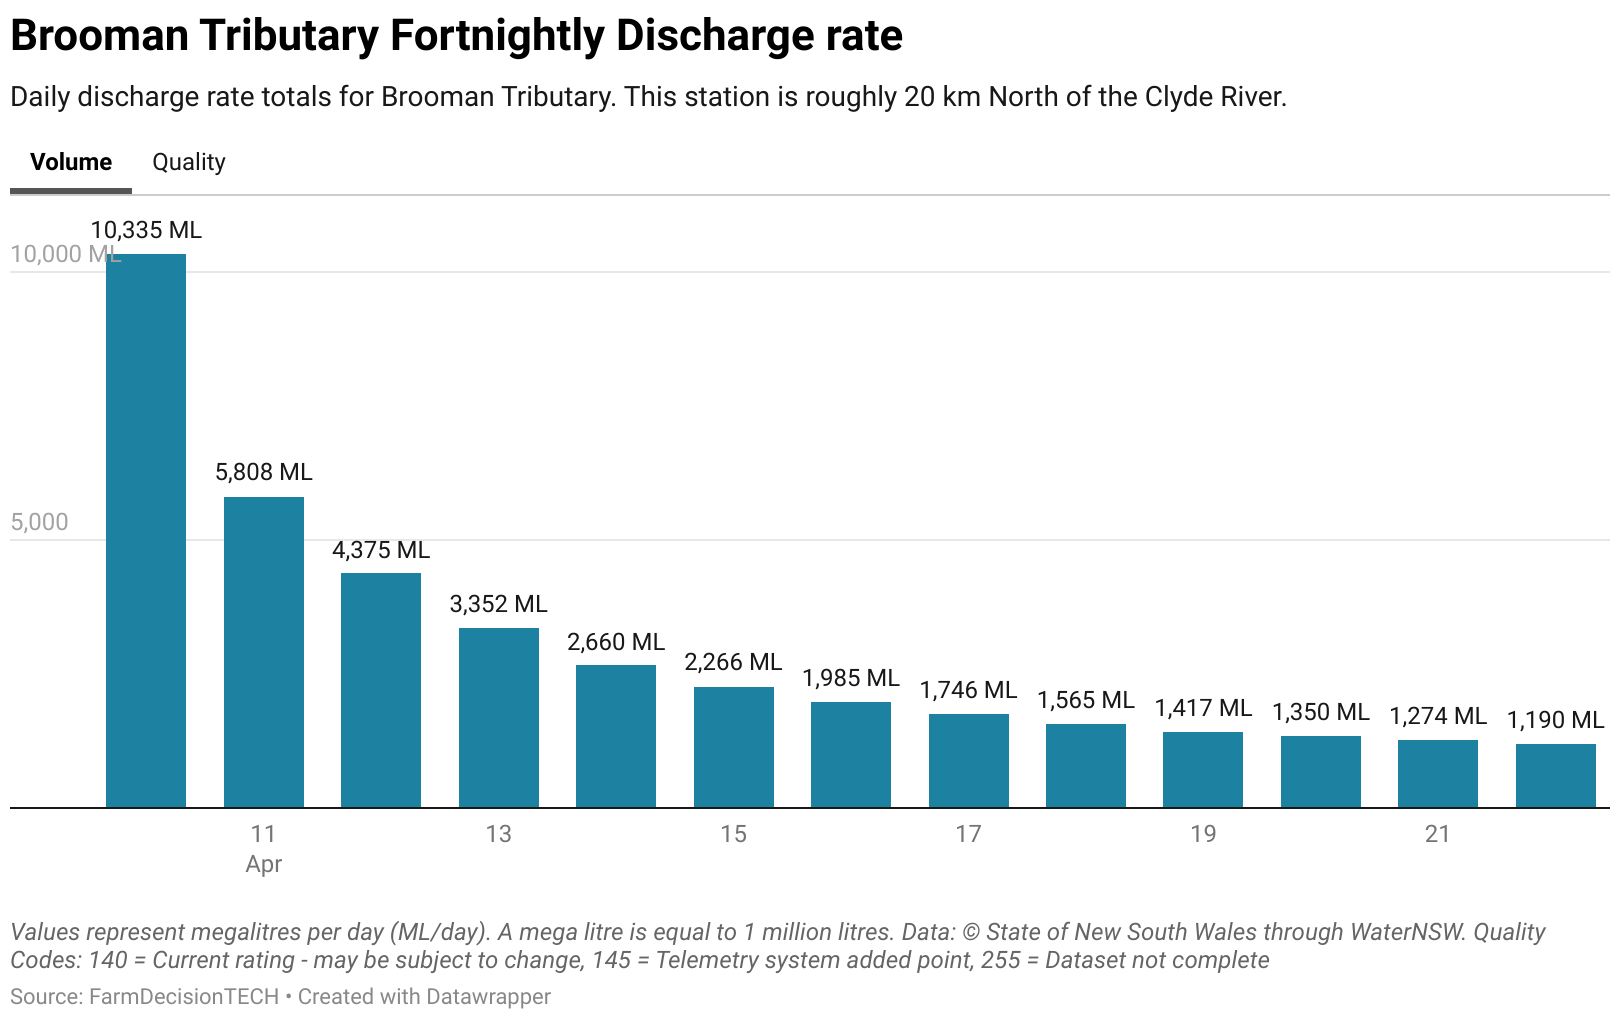 Brooman Tributary Fortnightly Discharge rate
Daily discharge rate totals for Brooman Tributary. This station is roughly 20 km North of the Clyde River.
Volume Quality
10,335 ML
10,000 ML
5,808 ML
5,000
4,375 ML
3,352 ML
2,660 ML
2,266 ML
1,985 ML
1,746 ML
1,565 ML
1,417 ML
1,350 ML
1,274 ML
1,190 ML
11 13 15 17 19 21
Apr
Values represent megalitres per day (ML/day). A mega litre is equal to 1 million litres. Data: © State of New South Wales through WaterNSW. Quality
Codes: 140 = Current rating - may be subject to change, 145 = Telemetry system added point, 255 = Dataset not complete
Source: FarmDecisionTECH • Created with Datawrapper